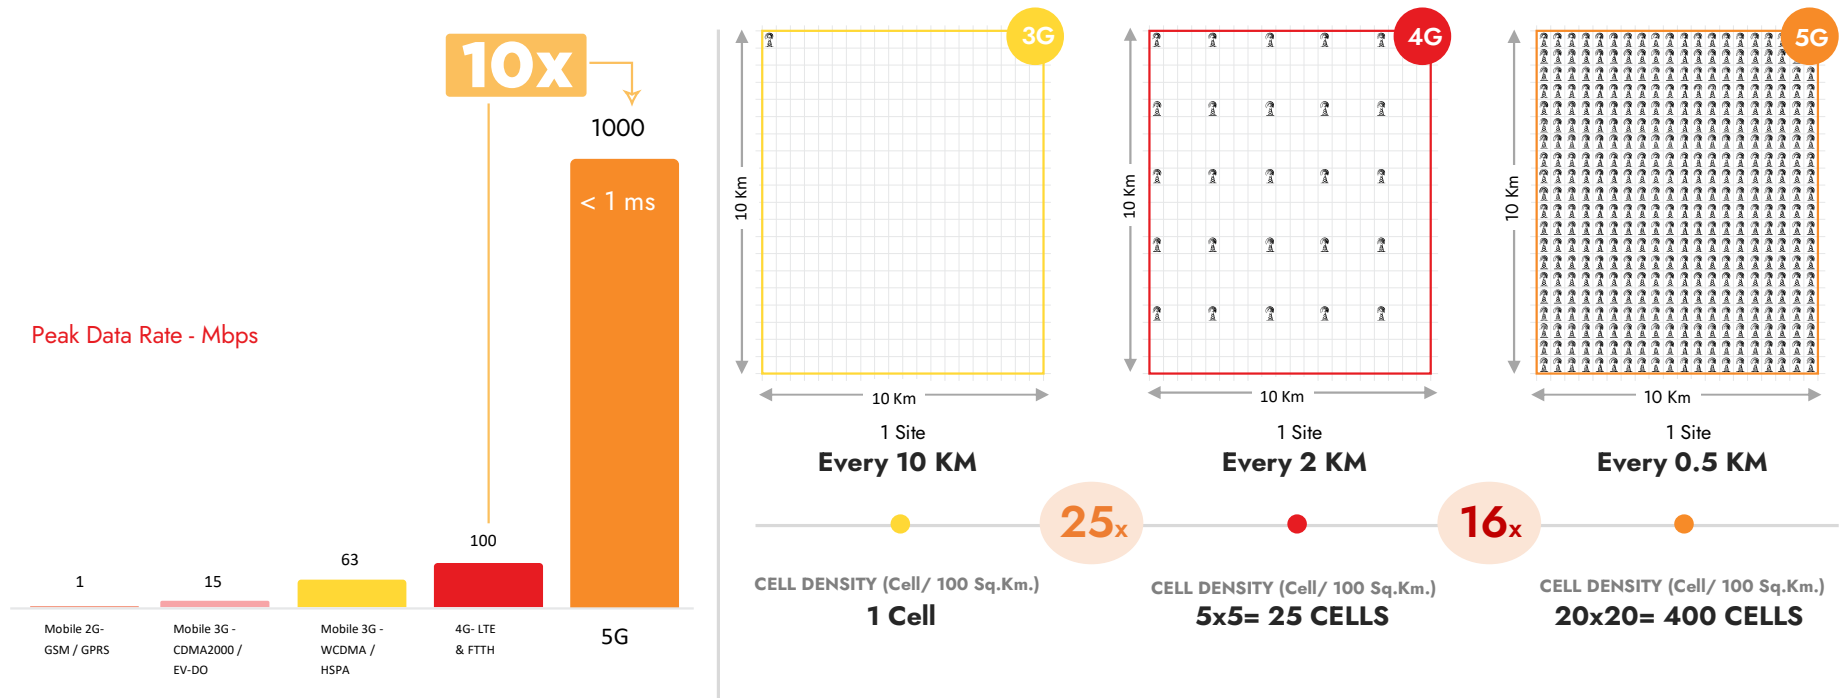 10x
1000
< 1 ms
Peak Data Rate - Mbps
1
15
63
100
Mobile 2G-
GSM / GPRS
Mobile 3G -
CDMA2000 /
EV-DO
Mobile 3G -
WCDMA /
HSPA
4G- LTE
& FTTH
5G
3G
10 Km
10 Km
1 Site
Every 10 KM
4G
10 Km
10 Km
1 Site
Every 2 KM
5G
10 Km
10 Km
1 Site
Every 0.5 KM
25x
16x
CELL DENSITY (Cell/ 100 Sq.Km.)
1 Cell
CELL DENSITY (Cell/ 100 Sq.Km.)
5x5= 25 CELLS
CELL DENSITY (Cell/ 100 Sq.Km.)
20x20= 400 CELLS